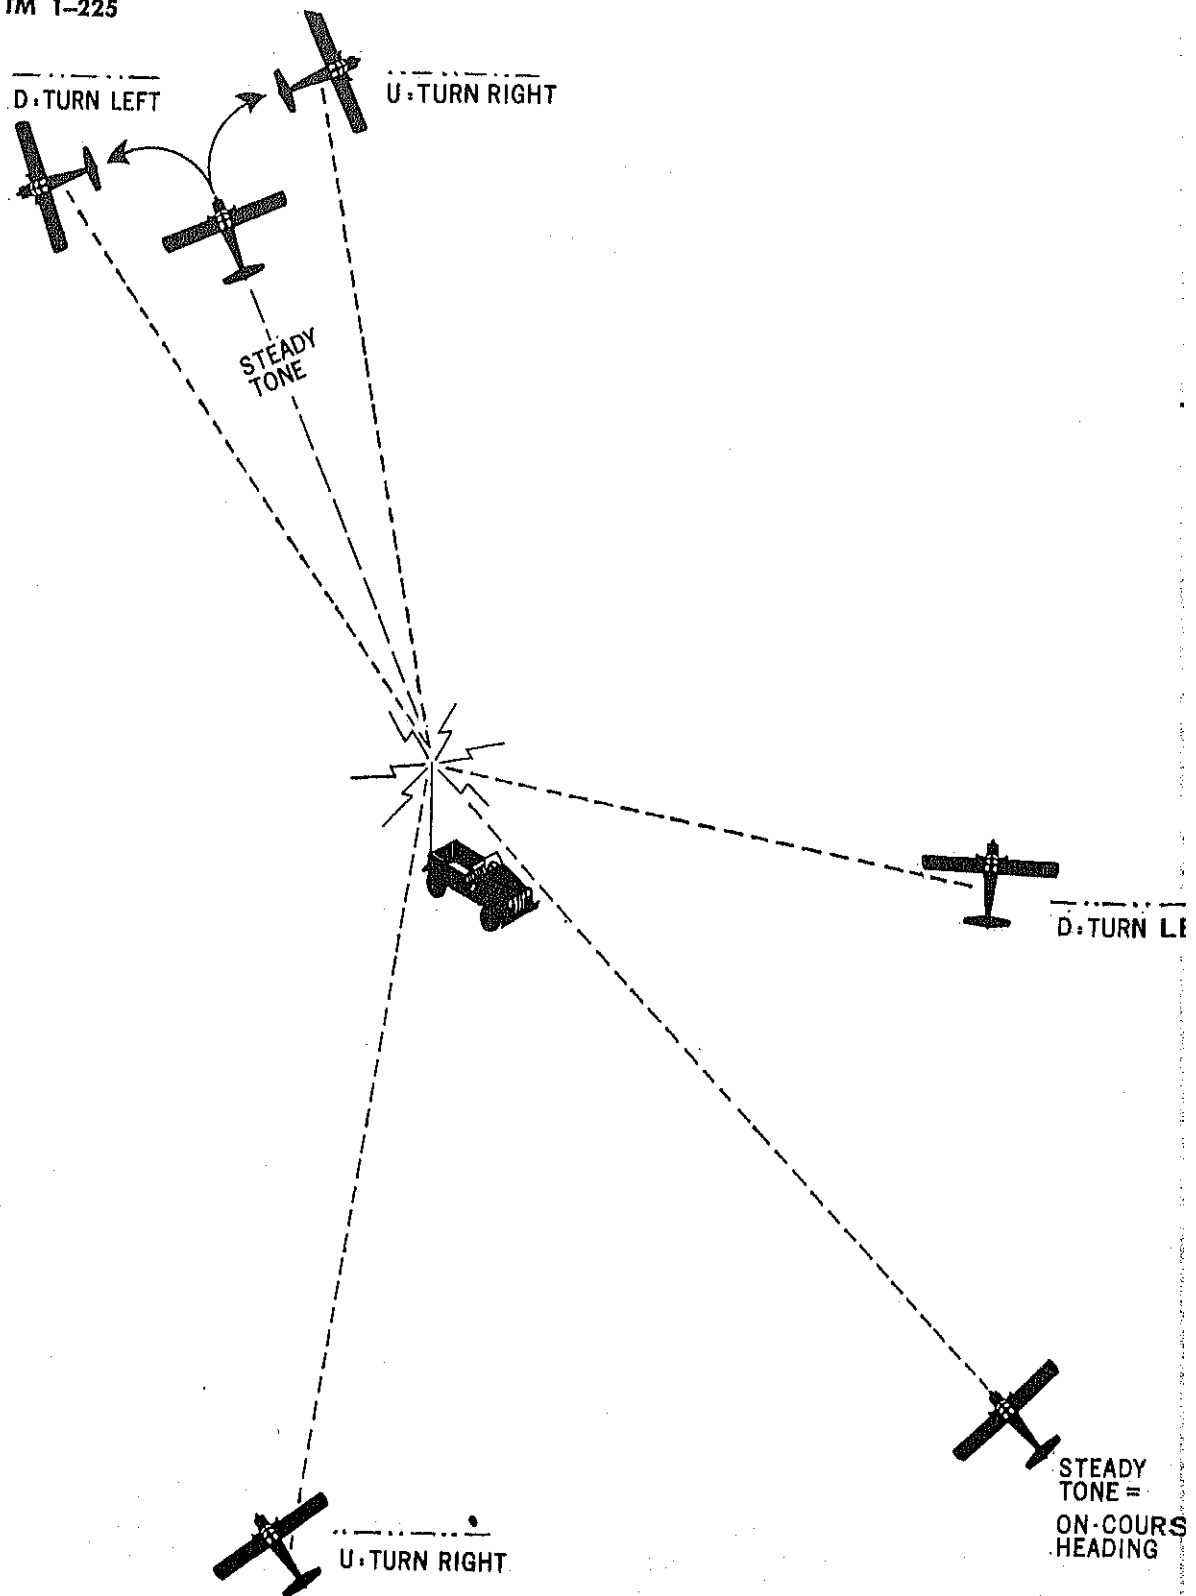 TM 1–225
D:TURN LEFT
U:TURN RIGHT
STEADY
TONE
D:TURN
STEADY
TONE =
HEADING
U:TURN RIGHT